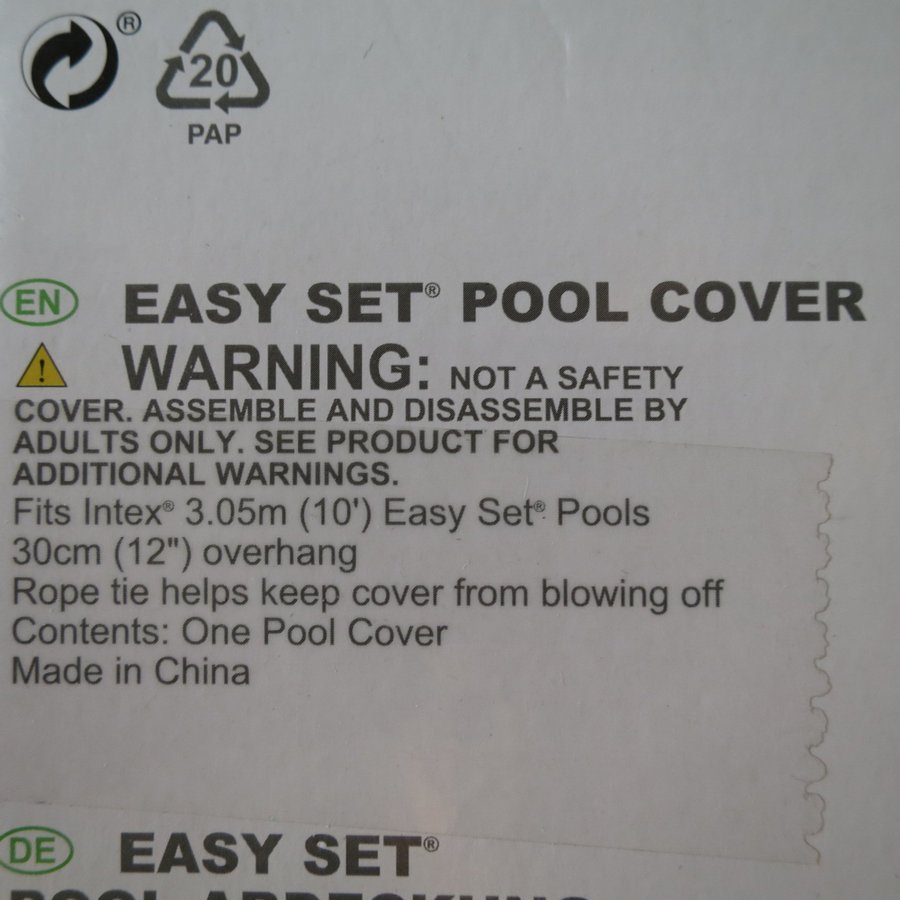 ®
20
PAP
EN EASY SET® POOL COVER
WARNING: NOT A SAFETY
COVER. ASSEMBLE AND DISASSEMBLE BY
ADULTS ONLY. SEE PRODUCT FOR
ADDITIONAL WARNINGS.
Fits Intex® 3.05m (10') Easy Set® Pools
30cm (12") overhang
Rope tie helps keep cover from blowing off
Contents: One Pool Cover
Made in China
DE EASY SET®
POOL-ABDECKUNG